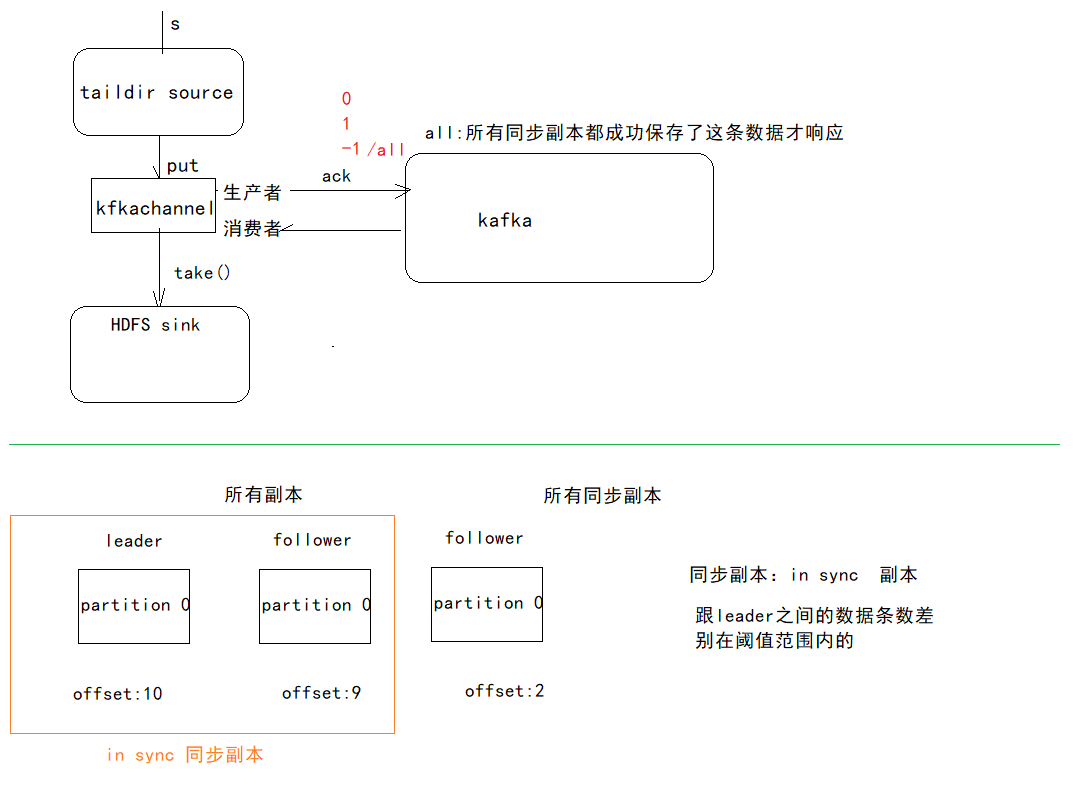 s
taildir source
0
1
-1 /all
all:所有同步副本都成功保存了这条数据才响应
put
ack
生产者
kfkachannel
消费者
kafka
take()
HDFS sink
所有副本
所有同步副本
leader
follower
follower
partition 0
partition 0
partition 0
同步副本: in sync 副本
跟leader之间的数据条数差
别在阈值范围内的
offset:10
offset:9
offset:2
in sync 同步副本